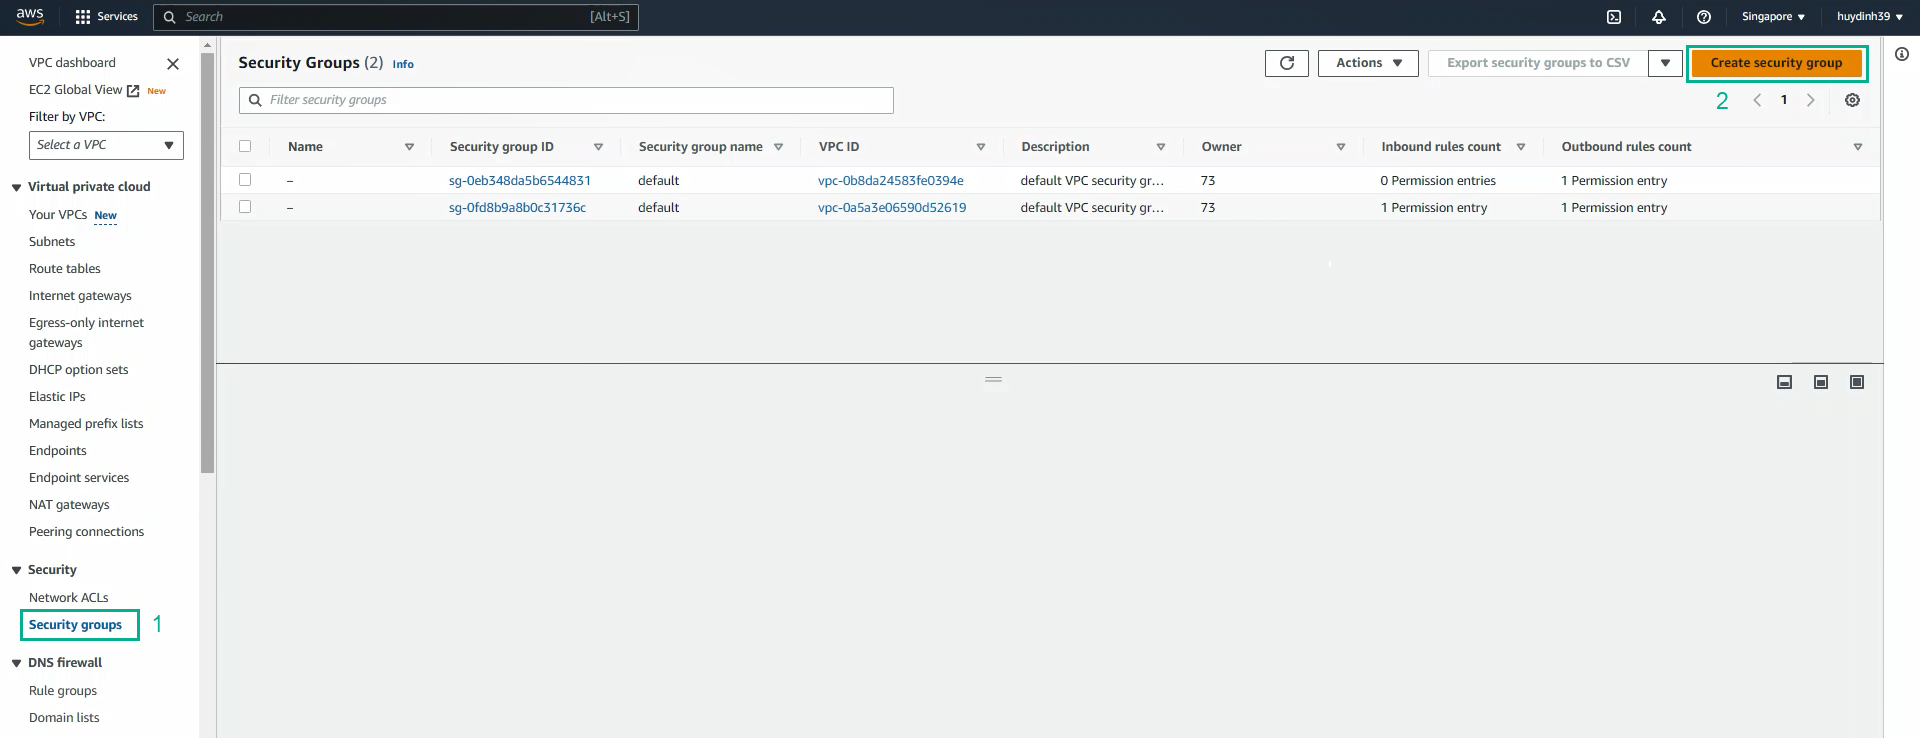 aws
Services
Search [Alt+S]
Singapore
huydinh39
VPC dashboard
EC2 Global View New
Filter by VPC:
Select a VPC
Virtual private cloud
Your VPCs New
Subnets
Route tables
Internet gateways
Egress-only internet
gateways
DHCP option sets
Elastic IPs
Managed prefix lists
Endpoints
Endpoint services
NAT gateways
Peering connections
Security
Network ACLs
Security groups 1
DNS firewall
Rule groups
Domain lists
Security Groups (2) Info
Actions
Export security groups to CSV
Create security group
Filter security groups
2
1
Name Security group ID Security group name VPC ID Description Owner Inbound rules count Outbound rules count
– sg-0eb348da5b6544831 default vpc-0b8da24583fe0394e default VPC security gr... 73 0 Permission entries 1 Permission entry
– sg-0fd8b9a8b0c31736c default vpc-0a5a3e06590d52619 default VPC security gr... 73 1 Permission entry 1 Permission entry